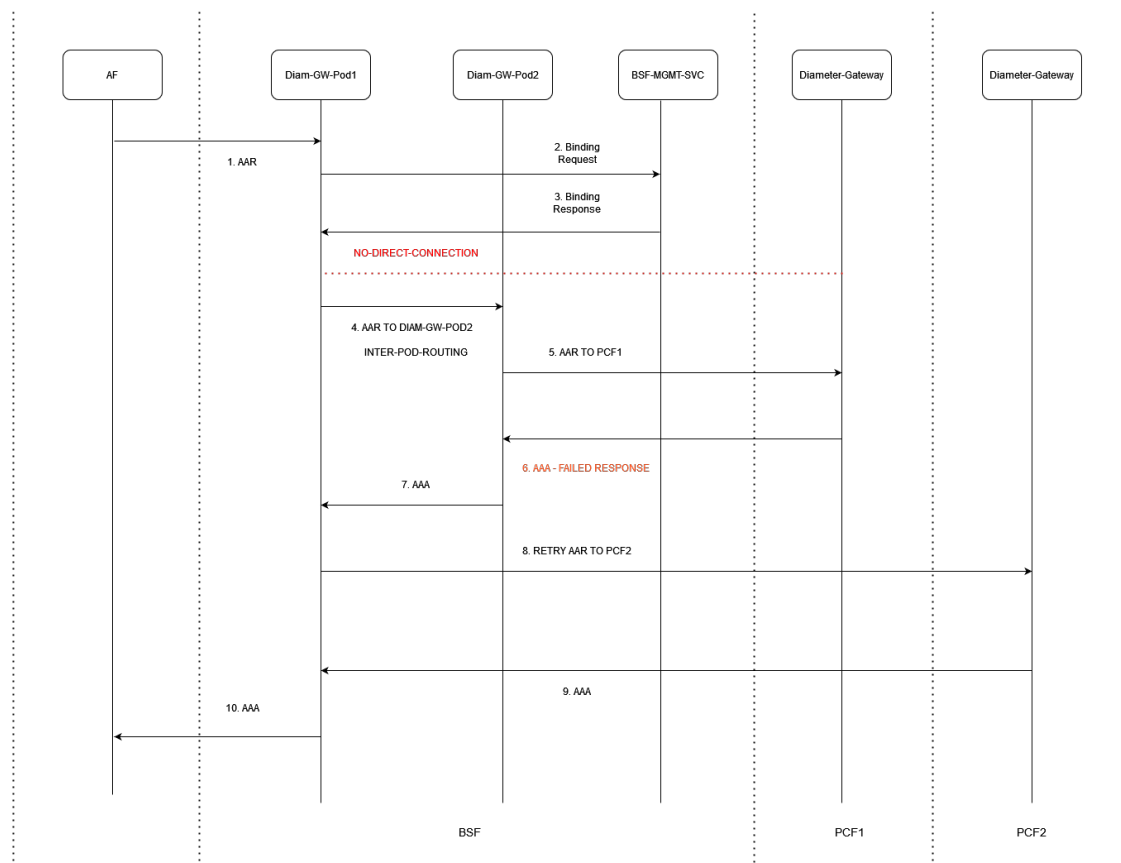 AF
Diam-GW-Pod1
Diam-GW-Pod2
BSF-MGMT-SVC
Diameter-Gateway
Diameter-Gateway
1. AAR
2. Binding
Request
3. Binding
Response
NO-DIRECT-CONNECTION
4. AAR TO DIAM-GW-POD2
INTER-POD-ROUTING
5. AAR TO PCF1
6. AAA - FAILED RESPONSE
7. AAA
8. RETRY AAR TO PCF2
9. AAA
10. AAA
BSF
PCF1
PCF2